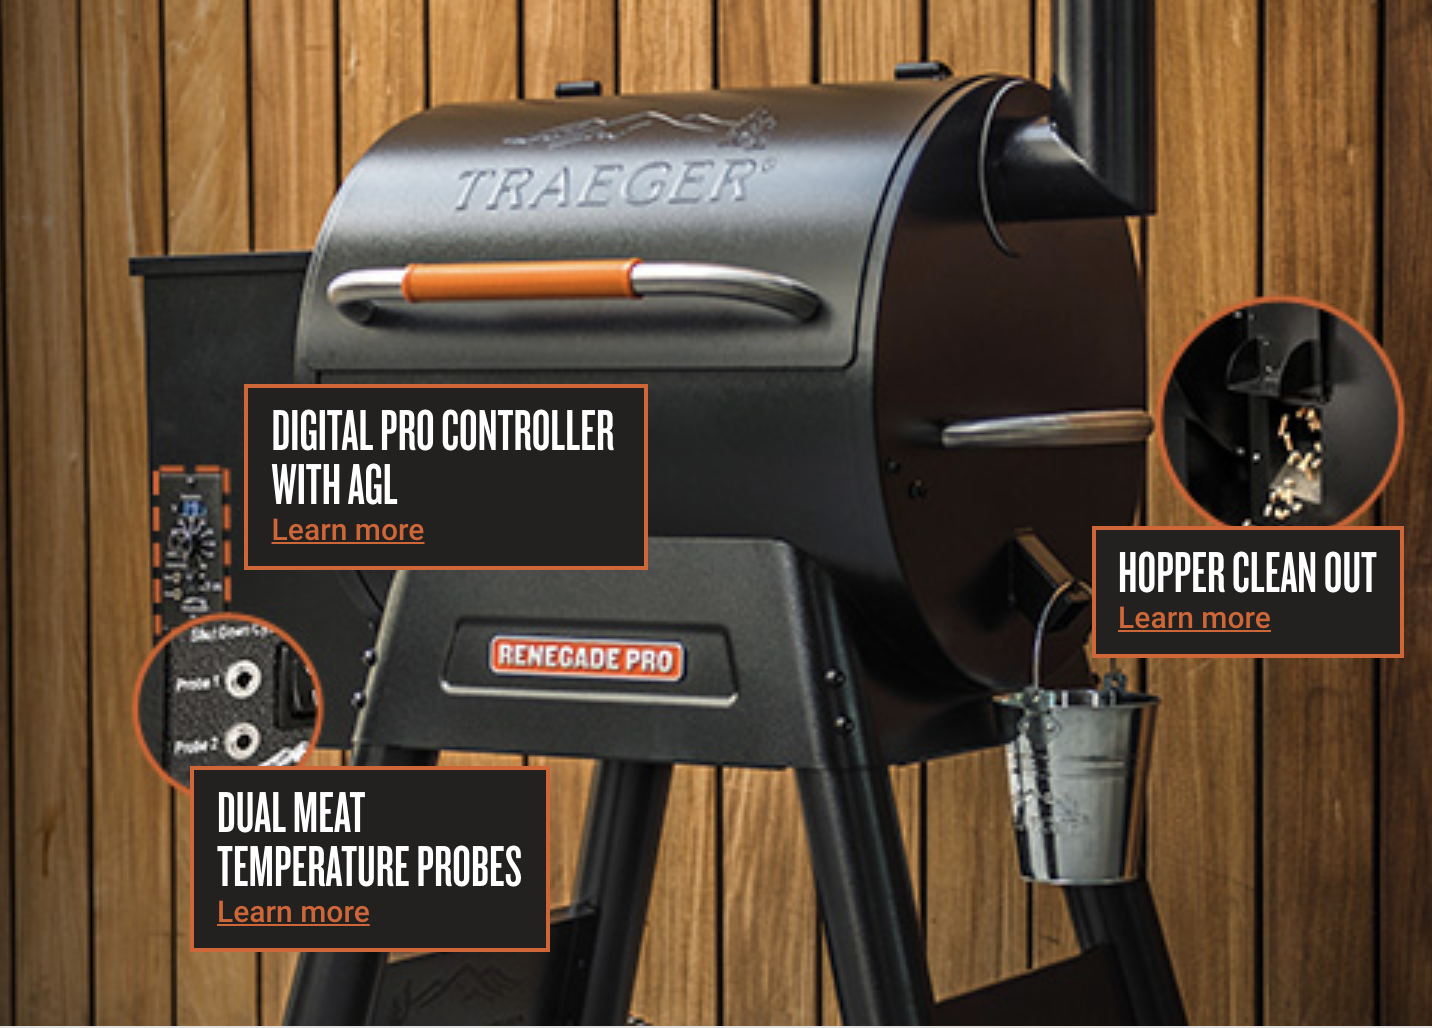 TRAEGER®
DIGITAL PRO CONTROLLER
WITH AGL
Learn more
HOPPER CLEAN OUT
Learn more
Shut Down
Probe 1
RENEGADE PRO
Probe 2
DUAL MEAT
TEMPERATURE PROBES
Learn more